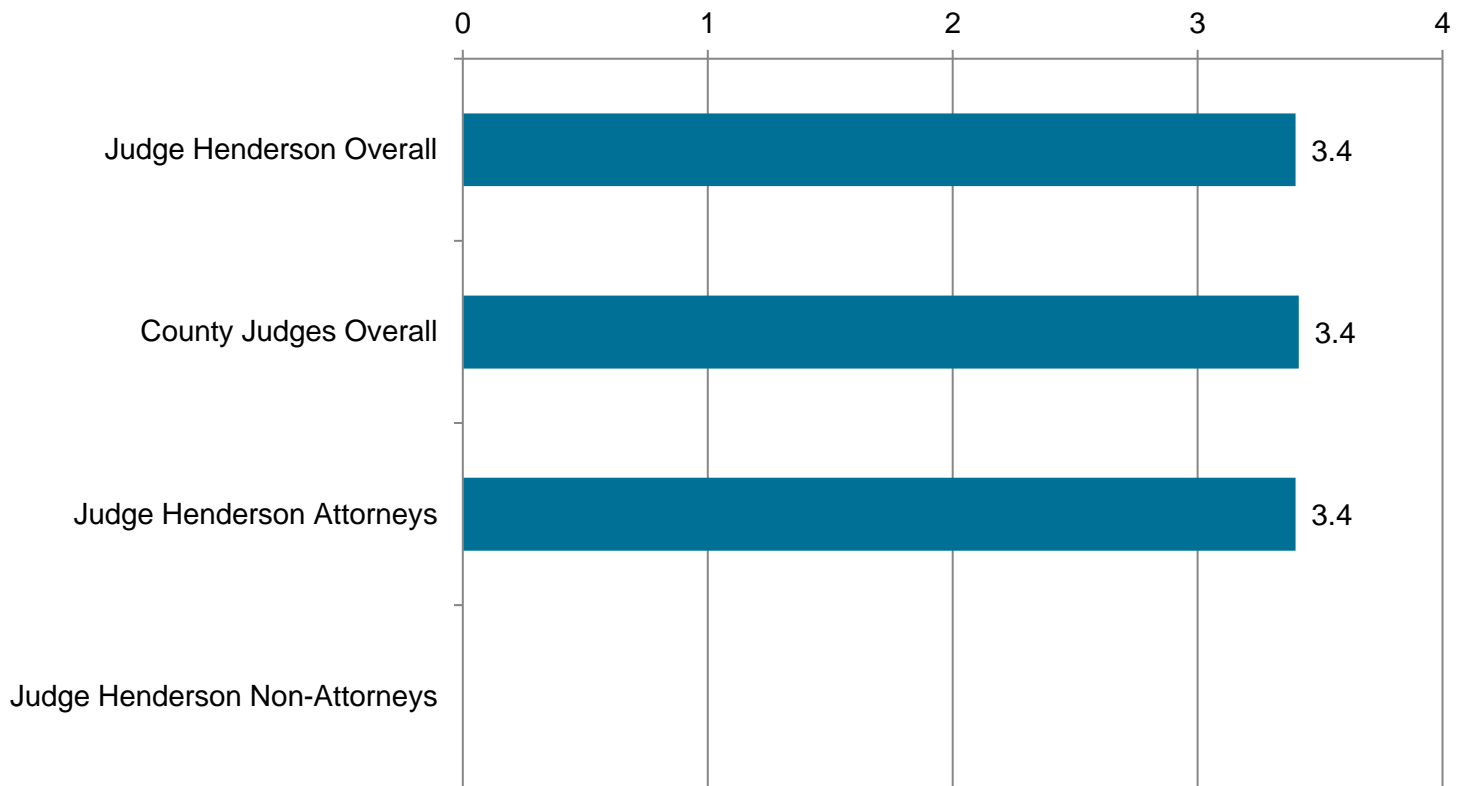 0 1 2 3 4
Judge Henderson Overall 3.4
County Judges Overall 3.4
Judge Henderson Attorneys 3.4
Judge Henderson Non-Attorneys